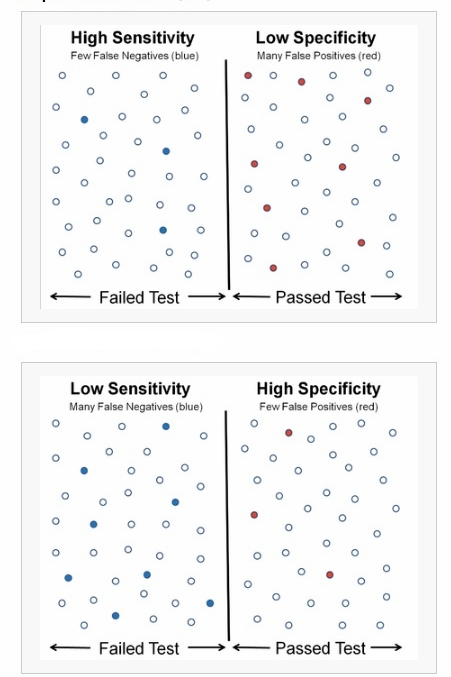 High Sensitivity
Few False Negatives (blue)
Low Specificity
Many False Positives (red)
Failed Test
Passed Test
Low Sensitivity
Many False Negatives (blue)
High Specificity
Few False Positives (red)
Failed Test
Passed Test